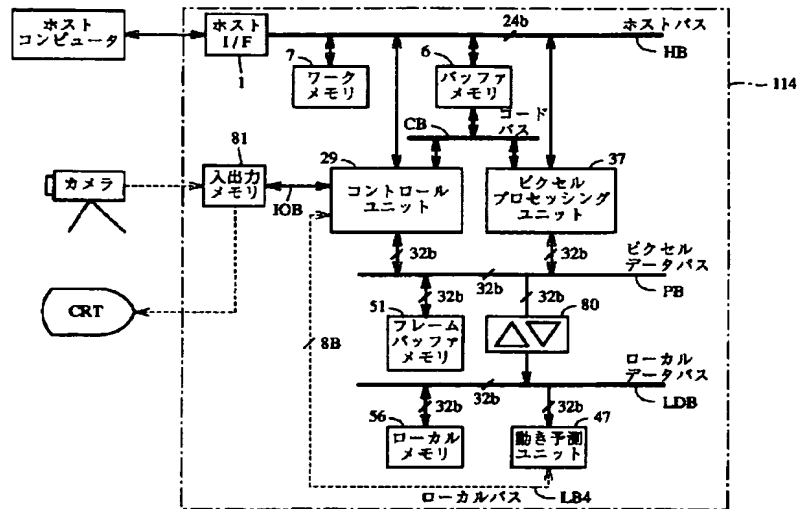 ホスト
コンピュータ
ホスト
I/F
1
24b
ホストバス
HB
7
ワーク
メモリ
6
バッファ
メモリ
114
CB
コード
バス
81
29
37
カメラ
入出力
メモリ
IOB
コントロール
ユニット
ピクセル
プロセッシング
ユニット
32b
32b
ピクセル
データバス
32b
PB
CRT
51
32b
32b
80
フレーム
バッファ
メモリ
8B
ローカル
データバス
32b
LDB
56
32b
32b
47
ローカル
メモリ
動き予測
ユニット
ローカルバス
LB4